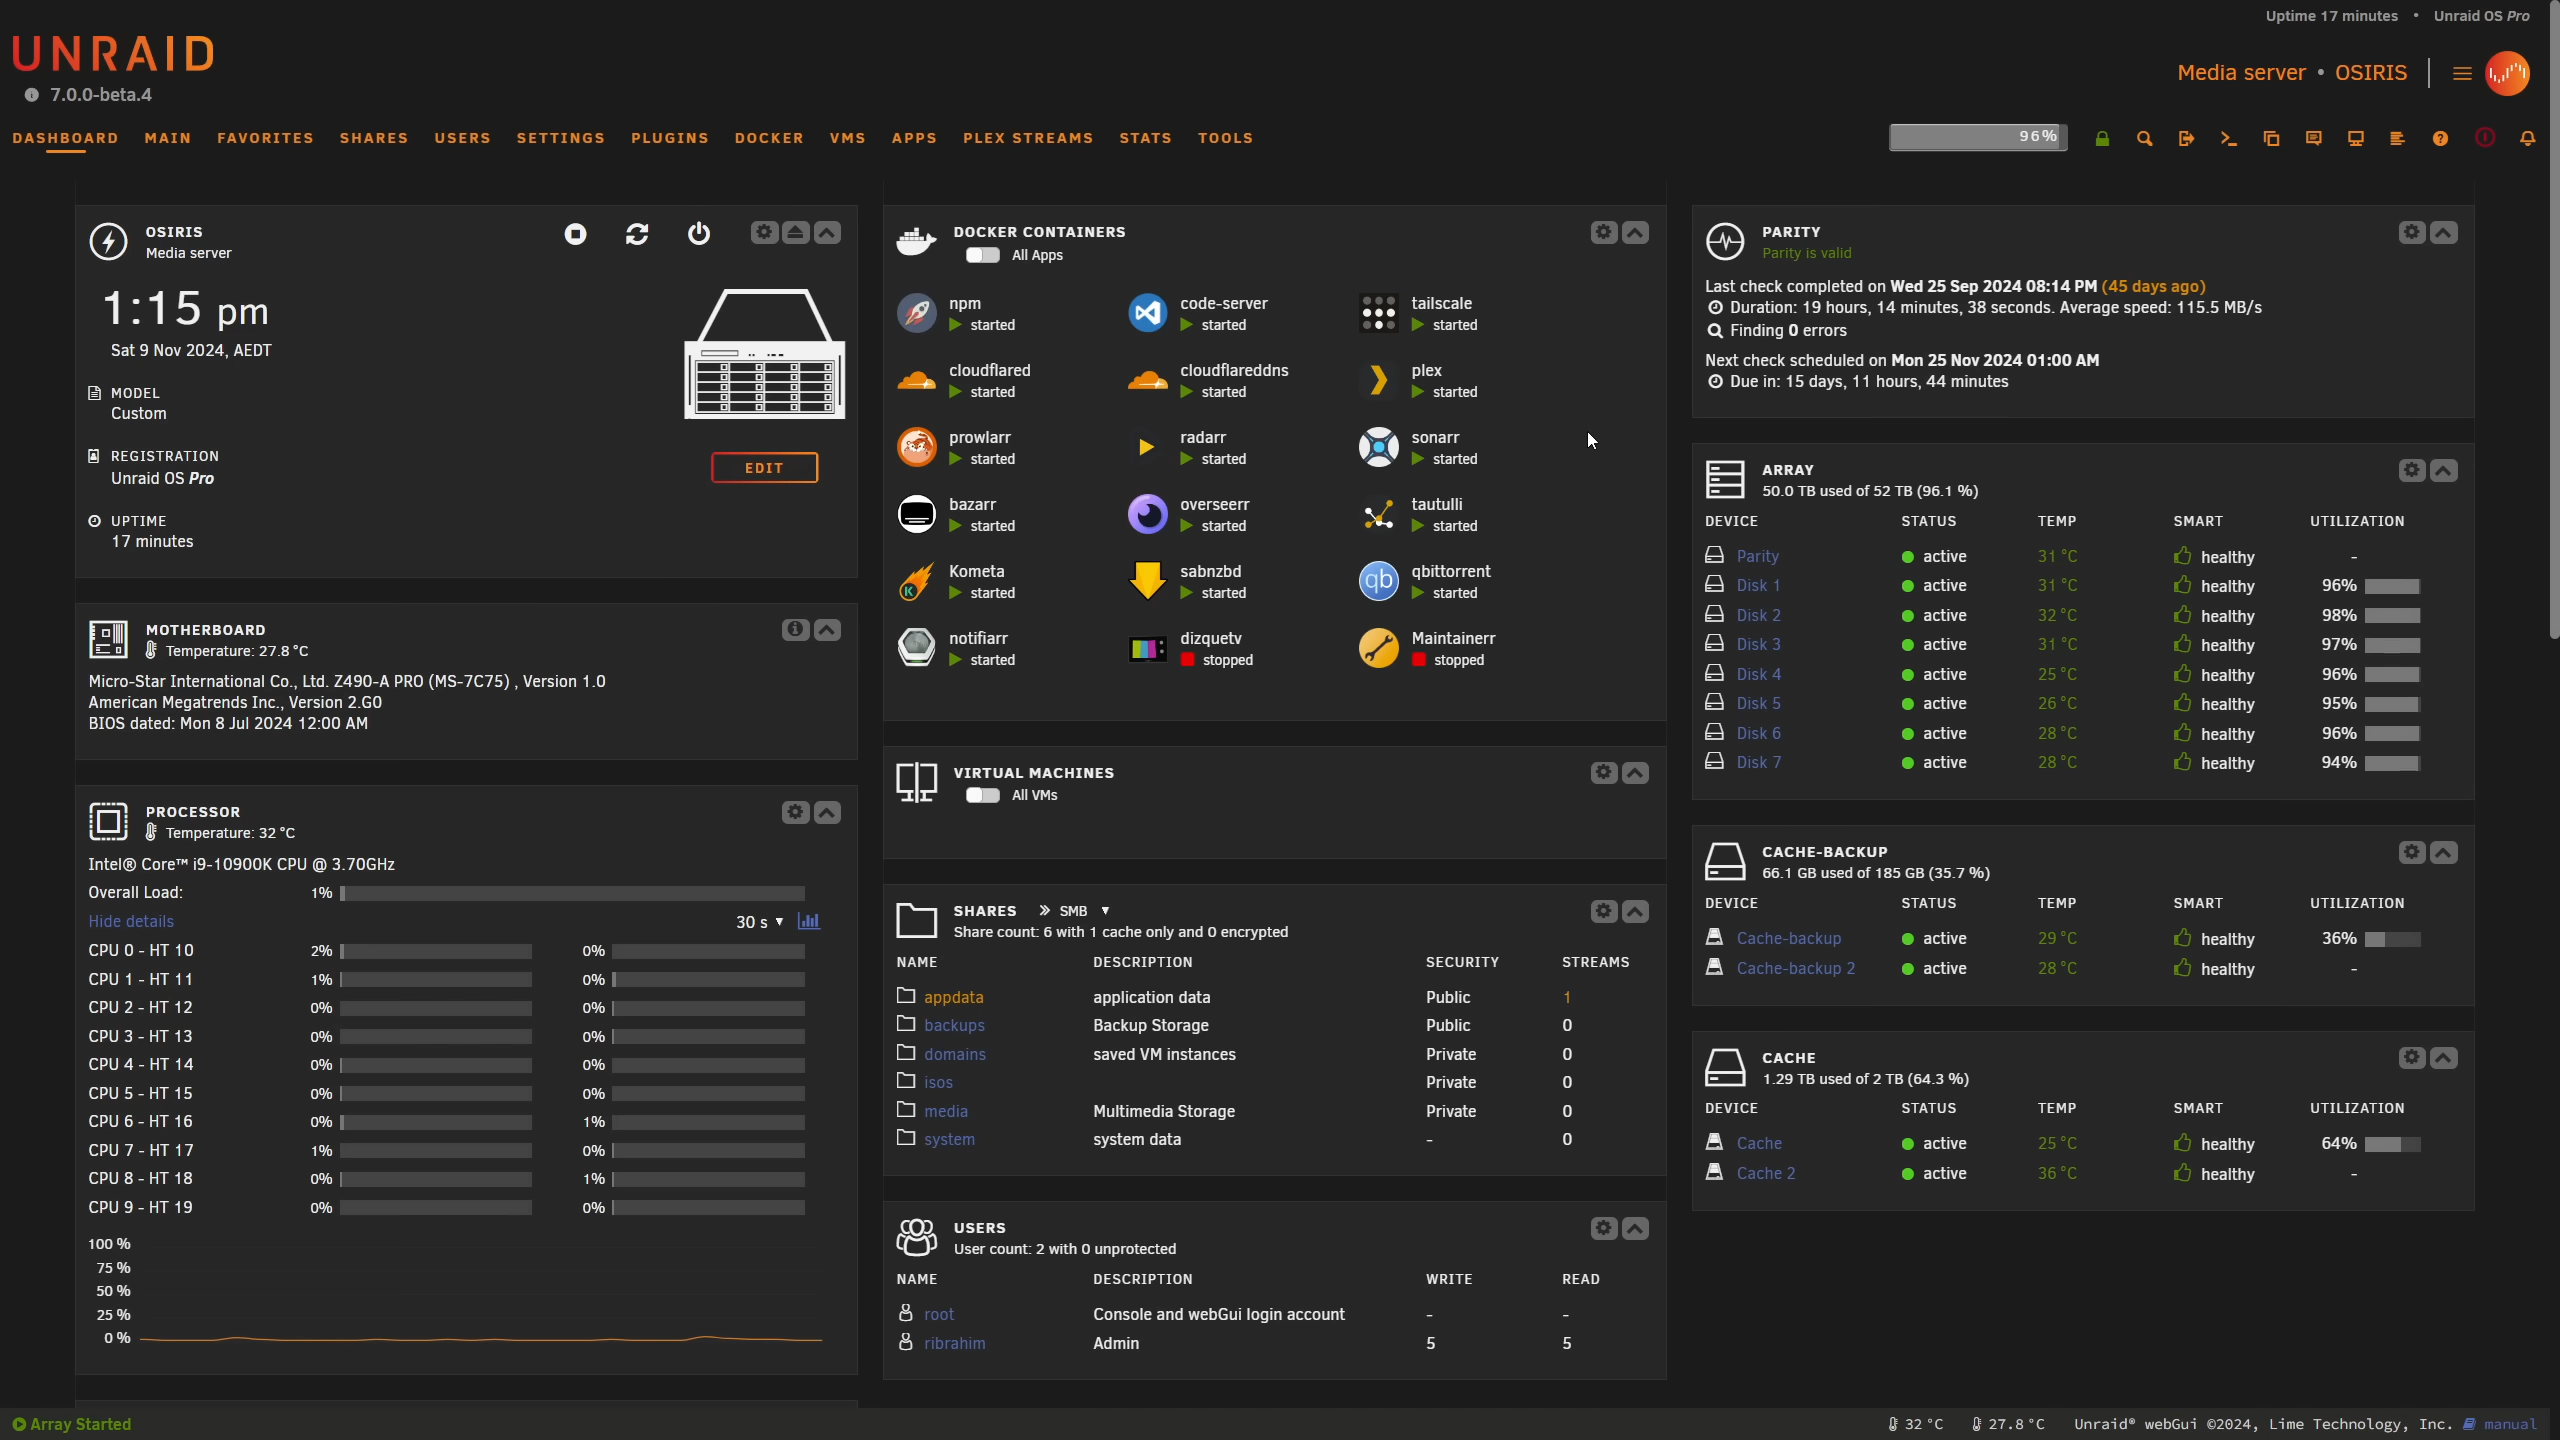 Uptime 17 minutes • Unraid OS Pro
UNRAID
7.0.0-beta.4
Media server • OSIRIS
DASHBOARD MAIN FAVORITES SHARES USERS SETTINGS PLUGINS DOCKER VMS APPS PLEX STREAMS STATS TOOLS
96%
OSIRIS
Media server
1:15 pm
Sat 9 Nov 2024, AEDT
MODEL
Custom
REGISTRATION
Unraid OS Pro
EDIT
UPTIME
17 minutes
MOTHERBOARD
Temperature: 27.8 °C
Micro-Star International Co., Ltd. Z490-A PRO (MS-7C75) , Version 1.0
American Megatrends Inc., Version 2.G0
BIOS dated: Mon 8 Jul 2024 12:00 AM
PROCESSOR
Temperature: 32 °C
Intel® Core™ i9-10900K CPU @ 3.70GHz
Overall Load: 1%
Hide details 30 s ▼
CPU 0 - HT 10 2% 0%
CPU 1 - HT 11 1% 0%
CPU 2 - HT 12 0% 0%
CPU 3 - HT 13 0% 0%
CPU 4 - HT 14 0% 0%
CPU 5 - HT 15 0% 0%
CPU 6 - HT 16 0% 1%
CPU 7 - HT 17 1% 0%
CPU 8 - HT 18 0% 1%
CPU 9 - HT 19 0% 0%
100 %
75 %
50 %
25 %
0 %
DOCKER CONTAINERS
All Apps
npm code-server tailscale
started started started
cloudflared cloudflareddns plex
started started started
prowlarr radarr sonarr
started started started
bazarr overseerr tautulli
started started started
Kometa sabnzbd qbittorrent
started started started
notifiarr dizquetv Maintainerr
started stopped stopped
VIRTUAL MACHINES
All VMs
SHARES » SMB ▼
Share count: 6 with 1 cache only and 0 encrypted
NAME DESCRIPTION SECURITY STREAMS
appdata application data Public 1
backups Backup Storage Public 0
domains saved VM instances Private 0
isos Private 0
media Multimedia Storage Private 0
system system data - 0
USERS
User count: 2 with 0 unprotected
NAME DESCRIPTION WRITE READ
root Console and webGui login account - -
ribrahim Admin 5 5
PARITY
Parity is valid
Last check completed on Wed 25 Sep 2024 08:14 PM (45 days ago)
Duration: 19 hours, 14 minutes, 38 seconds. Average speed: 115.5 MB/s
Finding 0 errors
Next check scheduled on Mon 25 Nov 2024 01:00 AM
Due in: 15 days, 11 hours, 44 minutes
ARRAY
50.0 TB used of 52 TB (96.1 %)
DEVICE STATUS TEMP SMART UTILIZATION
Parity active 31 °C healthy -
Disk 1 active 31 °C healthy 96%
Disk 2 active 32 °C healthy 98%
Disk 3 active 31 °C healthy 97%
Disk 4 active 25 °C healthy 96%
Disk 5 active 26 °C healthy 95%
Disk 6 active 28 °C healthy 96%
Disk 7 active 28 °C healthy 94%
CACHE-BACKUP
66.1 GB used of 185 GB (35.7 %)
DEVICE STATUS TEMP SMART UTILIZATION
Cache-backup active 29 °C healthy 36%
Cache-backup 2 active 28 °C healthy -
CACHE
1.29 TB used of 2 TB (64.3 %)
DEVICE STATUS TEMP SMART UTILIZATION
Cache active 25 °C healthy 64%
Cache 2 active 36 °C healthy -
Array Started
32 °C 27.8 °C Unraid® webGui ©2024, Lime Technology, Inc. manual